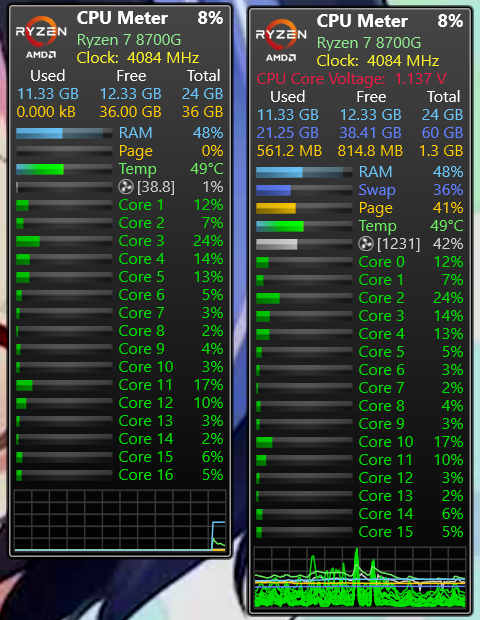 RYZEN
AMD
CPU Meter 8%
Ryzen 7 8700G
Clock: 4084 MHz
Used Free Total
11.33 GB 12.33 GB 24 GB
0.000 kB 36.00 GB 36 GB
RAM 48%
Page 0%
Temp 49°C
[38.8] 1%
Core 1 12%
Core 2 7%
Core 3 24%
Core 4 14%
Core 5 13%
Core 6 5%
Core 7 3%
Core 8 2%
Core 9 4%
Core 10 3%
Core 11 17%
Core 12 10%
Core 13 3%
Core 14 2%
Core 15 6%
Core 16 5%
RYZEN
AMD
CPU Meter 8%
Ryzen 7 8700G
Clock: 4084 MHz
CPU Core Voltage: 1.137 V
Used Free Total
11.33 GB 12.33 GB 24 GB
21.25 GB 38.41 GB 60 GB
561.2 MB 814.8 MB 1.3 GB
RAM 48%
Swap 36%
Page 41%
Temp 49°C
[1231] 42%
Core 0 12%
Core 1 7%
Core 2 24%
Core 3 14%
Core 4 13%
Core 5 5%
Core 6 3%
Core 7 2%
Core 8 4%
Core 9 3%
Core 10 17%
Core 11 10%
Core 12 3%
Core 13 2%
Core 14 6%
Core 15 5%